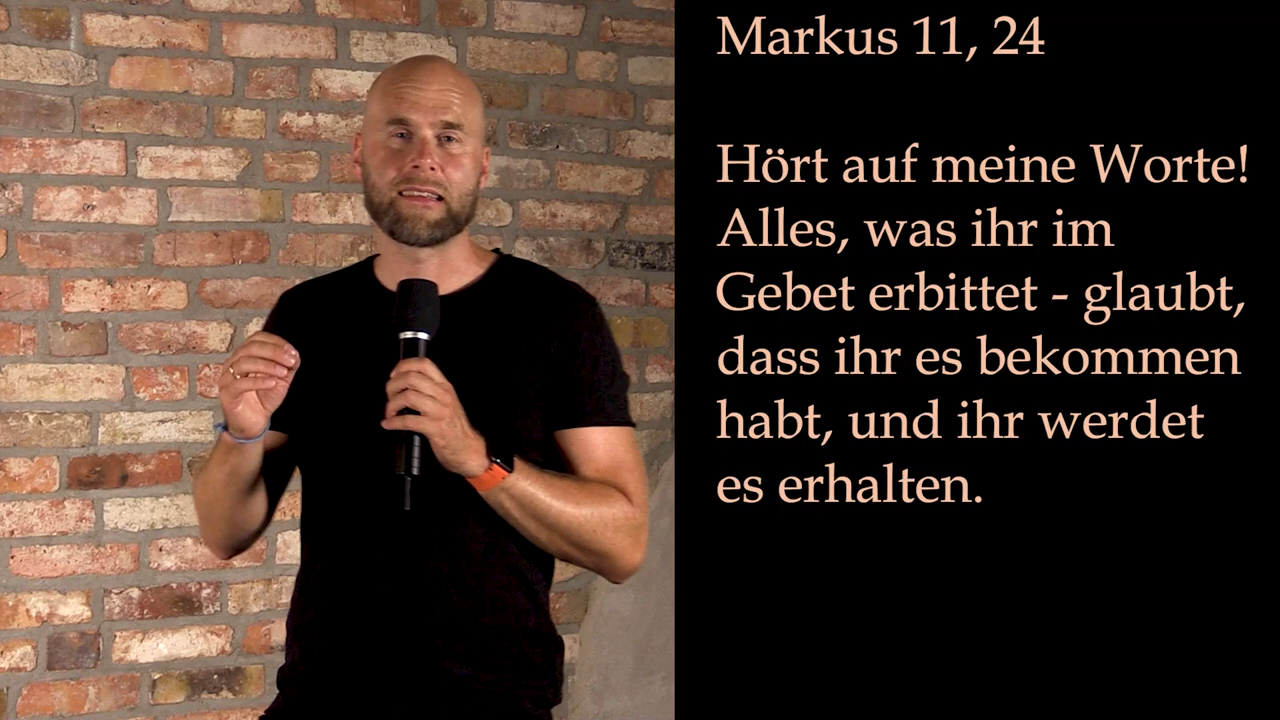 Markus 11, 24
Hört auf meine Worte!
Alles, was ihr im
Gebet erbittet - glaubt,
dass ihr es bekommen
habt, und ihr werdet
es erhalten.